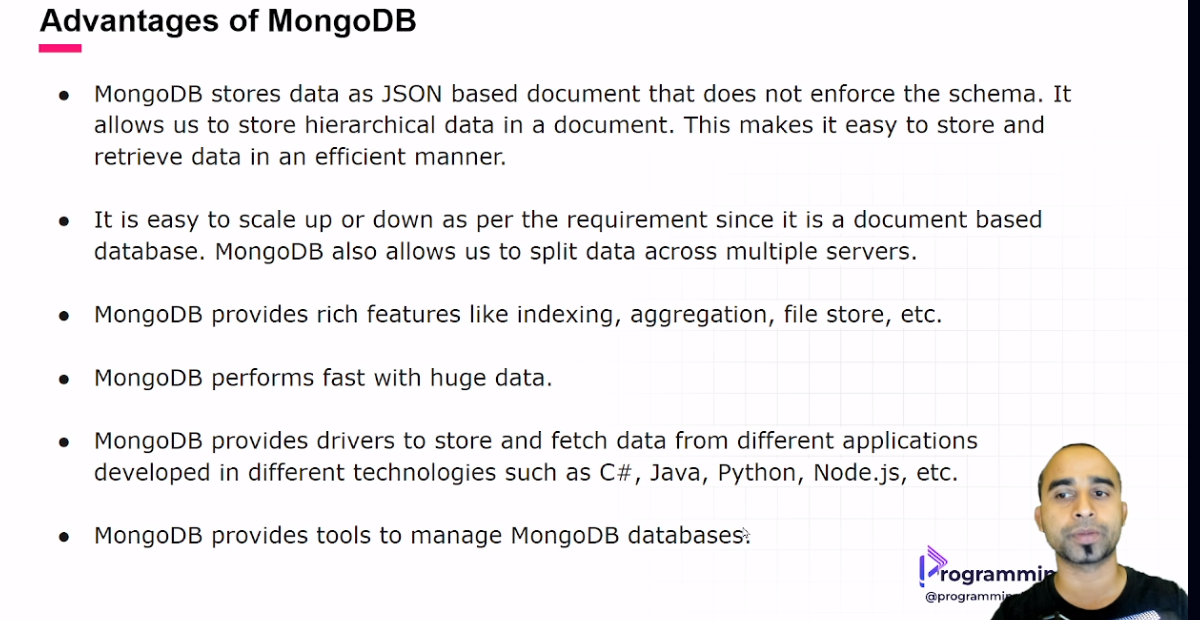 Advantages of MongoDB
● MongoDB stores data as JSON based document that does not enforce the schema. It
allows us to store hierarchical data in a document. This makes it easy to store and
retrieve data in an efficient manner.
● It is easy to scale up or down as per the requirement since it is a document based
database. MongoDB also allows us to split data across multiple servers.
● MongoDB provides rich features like indexing, aggregation, file store, etc.
● MongoDB performs fast with huge data.
● MongoDB provides drivers to store and fetch data from different applications
developed in different technologies such as C#, Java, Python, Node.js, etc.
● MongoDB provides tools to manage MongoDB databases.